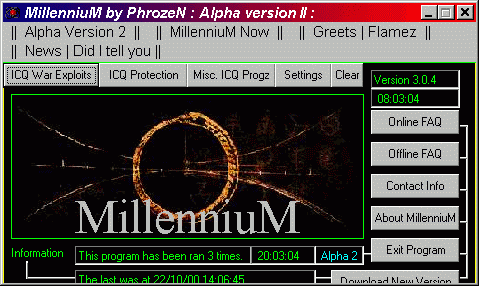 MillenniuM by PhrozeN : Alpha version II :
|| Alpha Version 2 || || MillenniuM Now || || Greets | Flamez ||
|| News | Did I tell you ||
ICQ War Exploits ICQ Protection Misc. ICQ Progz Settings Clear
Version 3.0.4
08:03:04
Online FAQ
Offline FAQ
Contact Info
About MillenniuM
MillenniuM
Information This program has been ran 3 times. 20:03:04 Alpha 2 Exit Program
The last was at 22/10/00 14:06:45 Download New Version